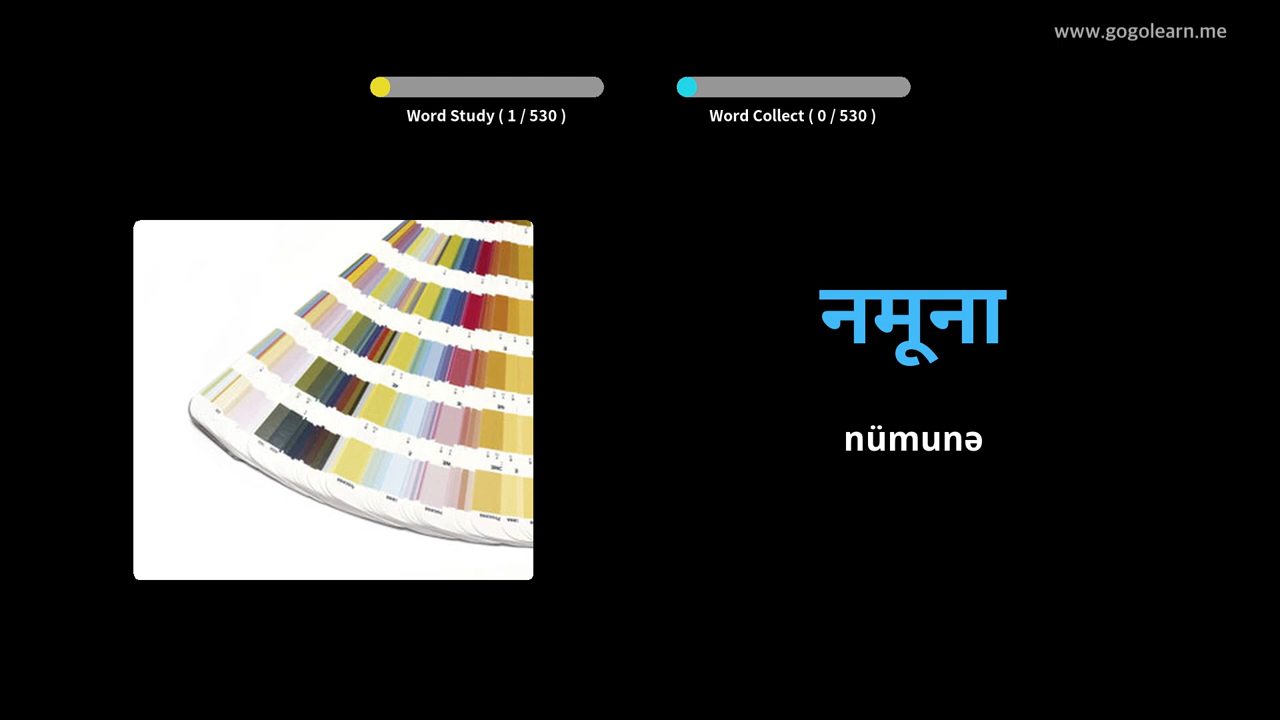 www.gogolearn.me
Word Study ( 1 / 530 )
Word Collect ( 0 / 530 )
नमूना
nümunə